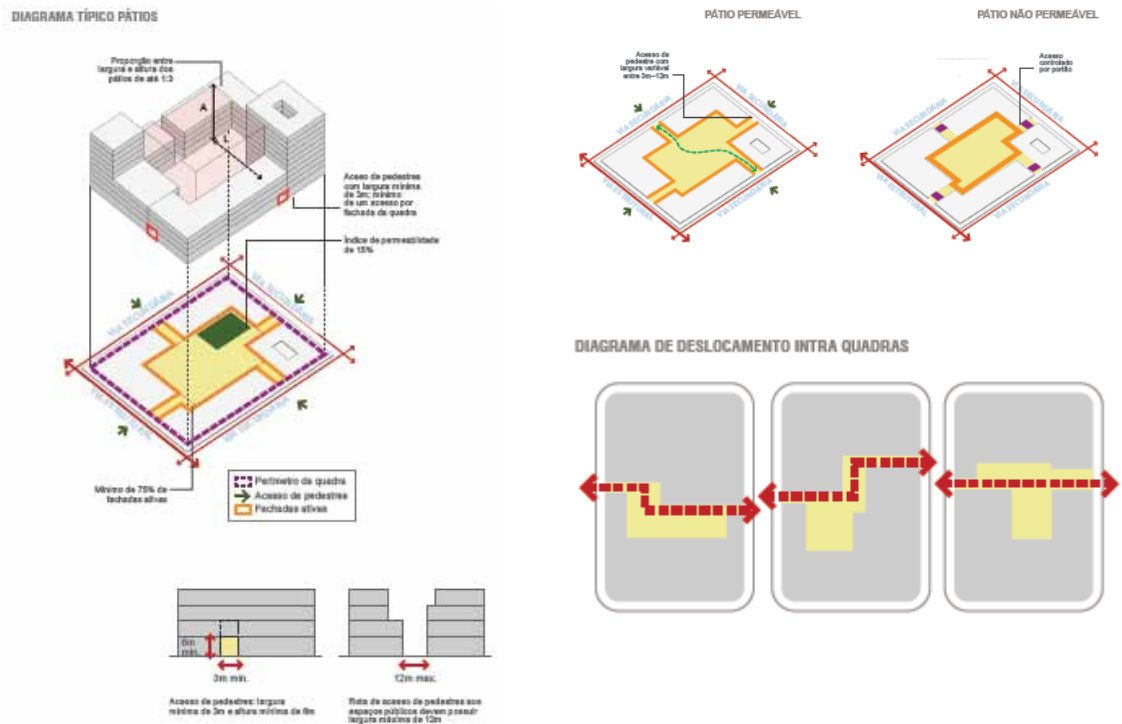 DIAGRAMA TÍPICO PÁTIOS
Proporção entre
largura e altura dos
pátios de até 1:3
A
L
Acesso de pedestres
com largura mínima
de 3m; mínimo
de um acesso por
fachada da quadra
Índice de permeabilidade
de 15%
VIA SECUNDÁRIA
VIA SECUNDÁRIA
VIA ESTRUTURAL
VIA SECUNDÁRIA
Mínimo de 75% de
fachadas ativas
Perímetro da quadra
Acesso de pedestres
Fachadas ativas
6m
min.
3m min.
12m max.
Acesso de pedestres: largura
mínima de 3m e altura mínima de 6m
Rota de acesso de pedestres aos
espaços públicos devem possuir
largura máxima de 12m
PÁTIO PERMEÁVEL
Acesso de
pedestre com
largura variável
entre 3m–12m
VIA SECUNDÁRIA
VIA SECUNDÁRIA
VIA ESTRUTURAL
VIA SECUNDÁRIA
PÁTIO NÃO PERMEÁVEL
Acesso
controlado
por portão
VIA SECUNDÁRIA
VIA SECUNDÁRIA
VIA ESTRUTURAL
VIA SECUNDÁRIA
DIAGRAMA DE DESLOCAMENTO INTRA QUADRAS